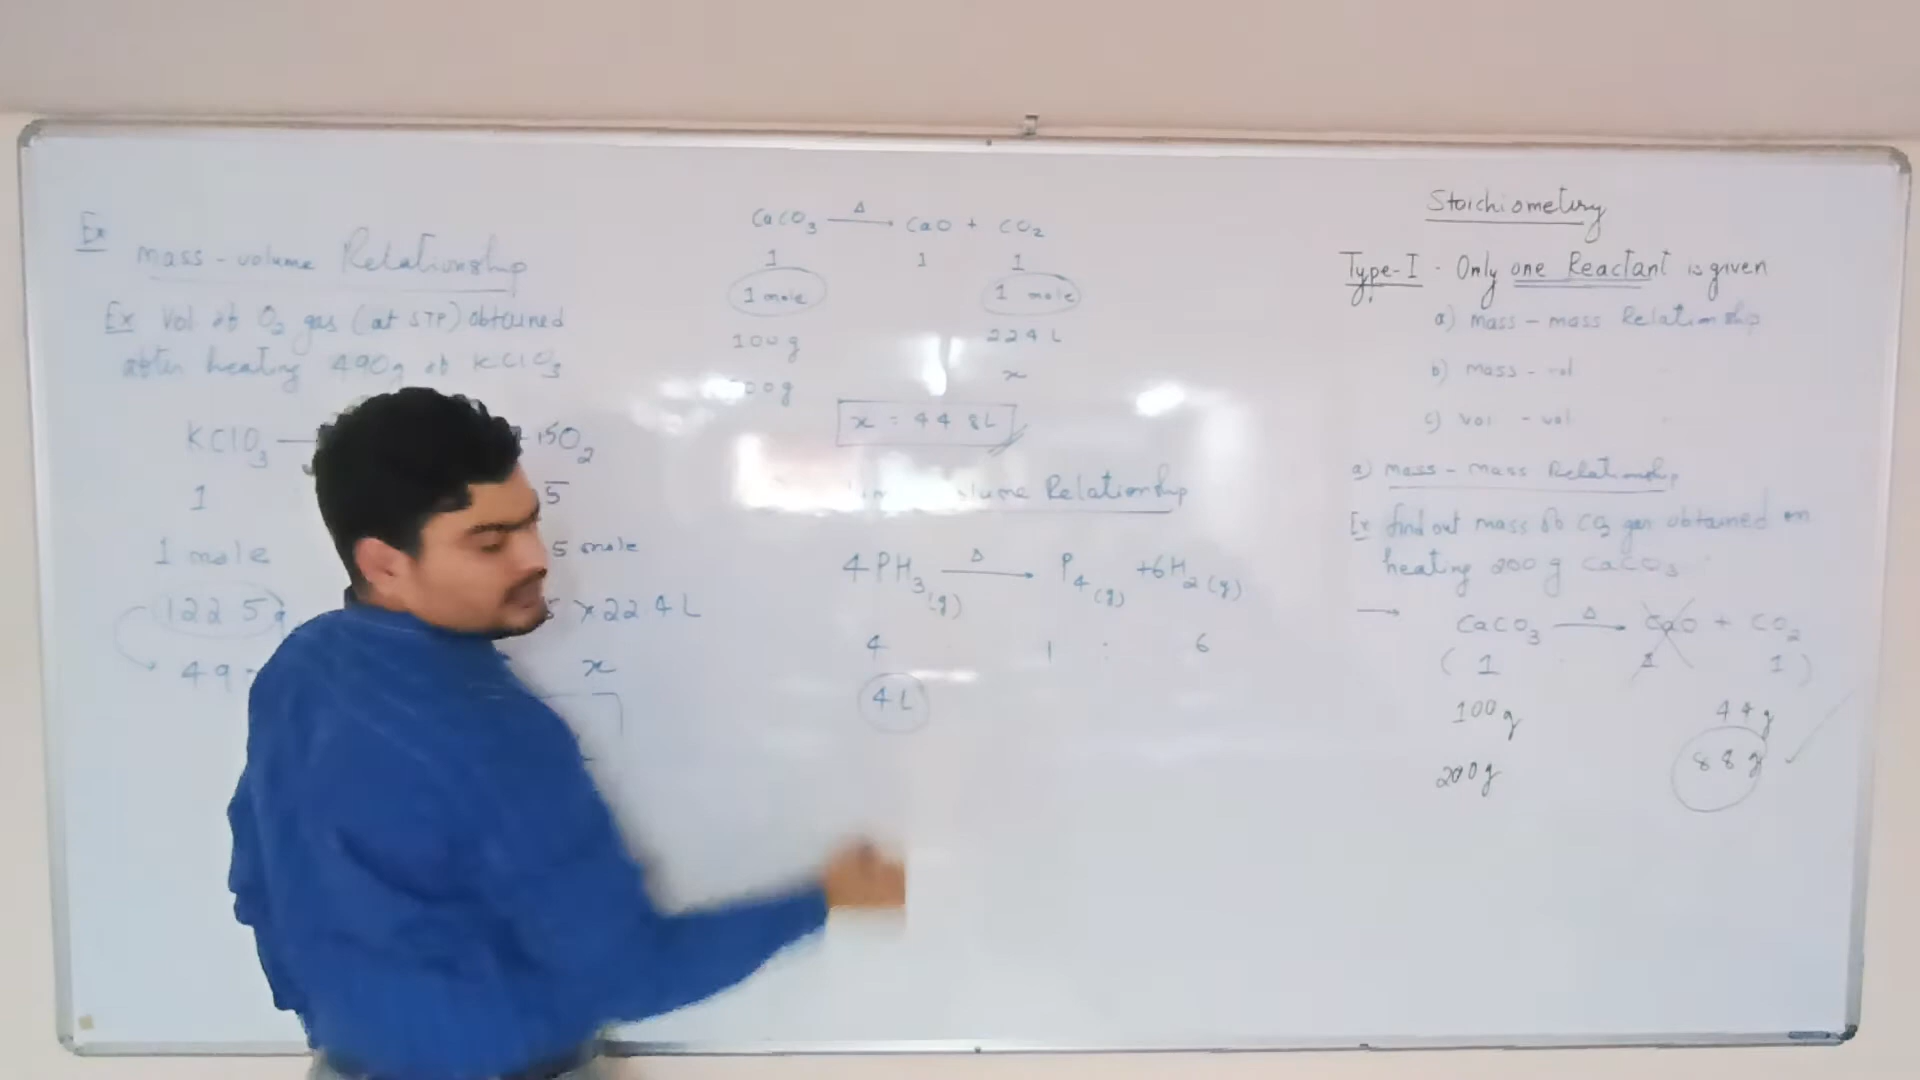 Ex
mass - volume Relationship
Ex Vol of O2 gas (at STP) obtained
after heating 490g of KClO3
KClO3 1.5O2
1 5
1 mole 5 mole
122.5g × 22.4 L
49 x
CaCO3 —Δ→ CaO + CO2
1 1 1
1 mole 1 mole
100g 22.4 L
00g x
x = 44.8L
lume Relationship
4PH3(g) —Δ→ P4(g) + 6H2(g)
4 1 : 6
4L
Stoichiometry
Type-I - Only one Reactant is given
a) mass - mass Relationship
b) mass - vol
c) vol - vol
a) mass - mass Relationship
Ex find out mass of CO2 gas obtained on
heating 200 g CaCO3
→ CaCO3 —Δ→ CaO + CO2
( 1 1 1 )
100g 44g
200g 88g ✓